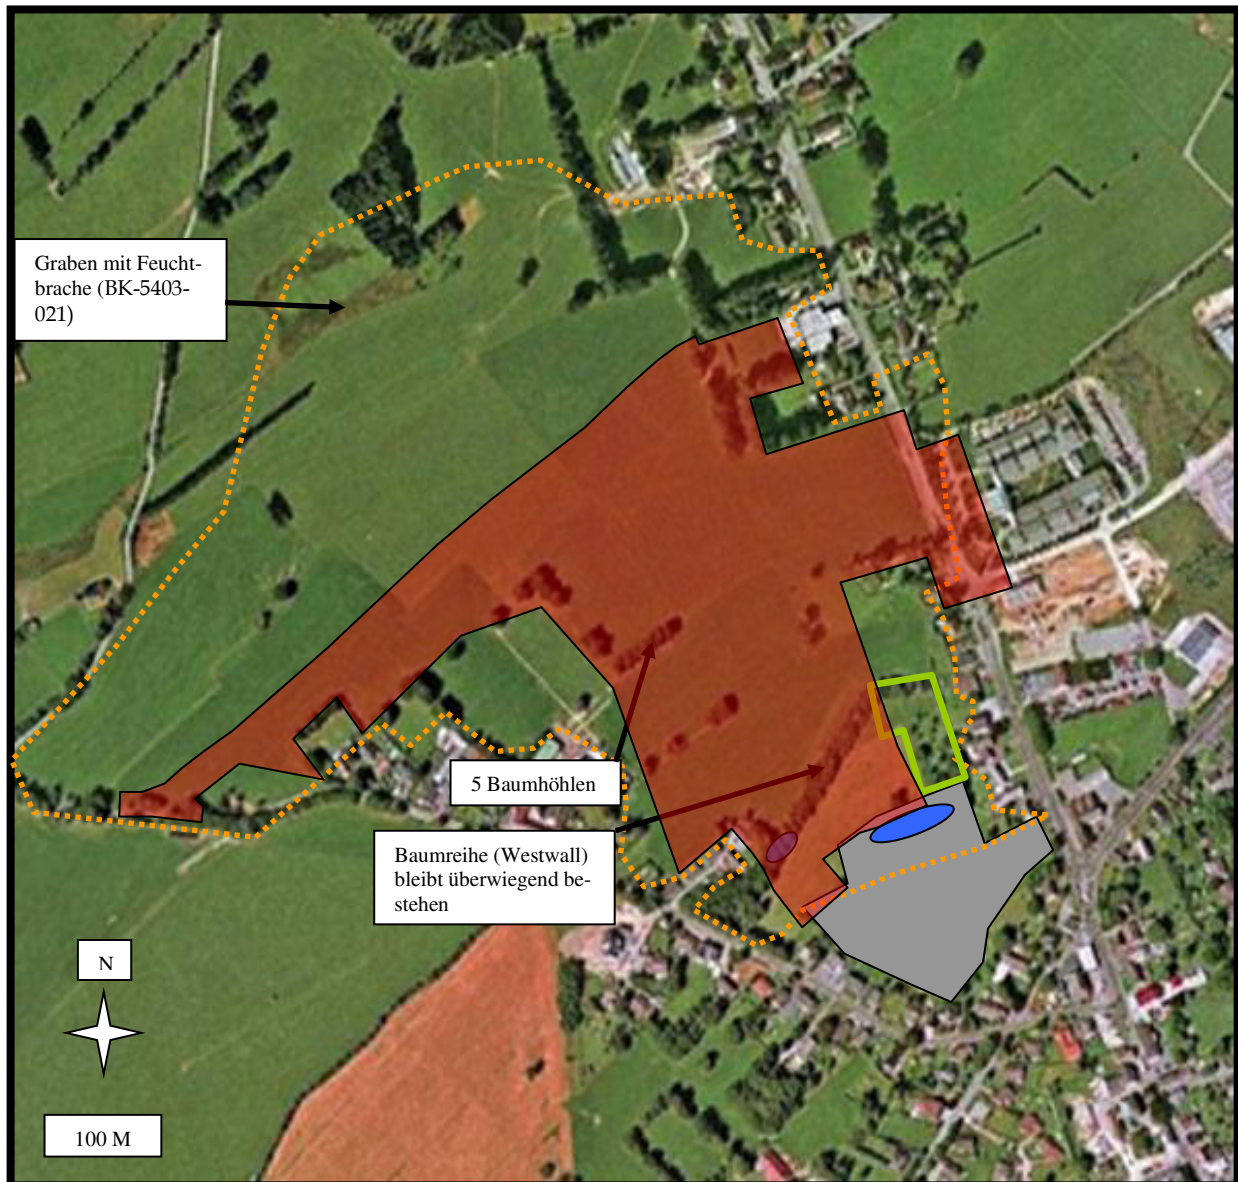 Graben mit Feucht-
brache (BK-5403-
021)
5 Baumhöhlen
Baumreihe (Westwall)
bleibt überwiegend be-
stehen
N
100 M